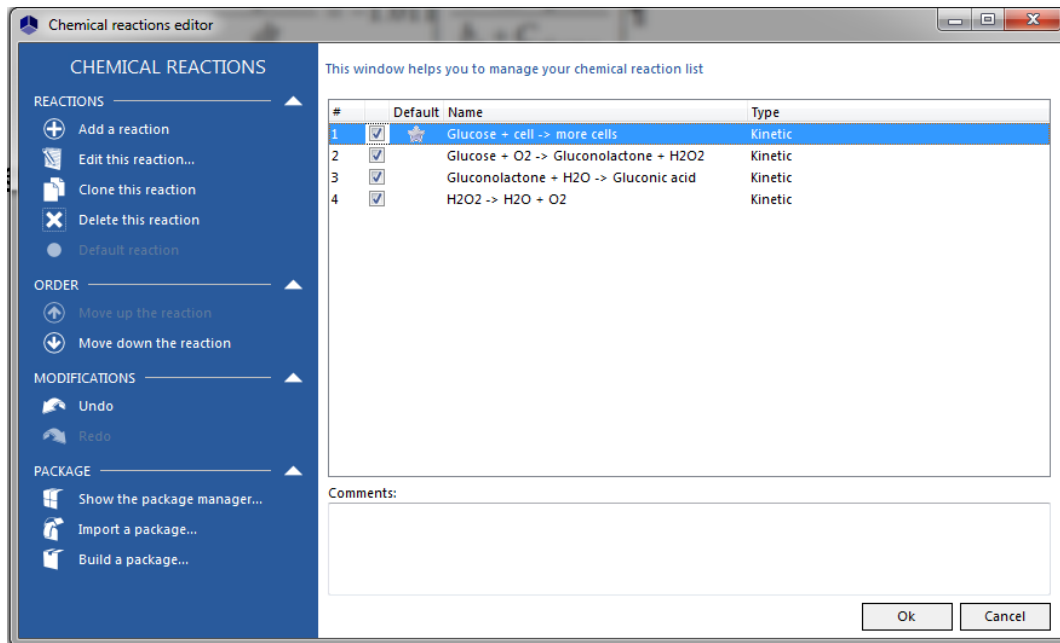 Chemical reactions editor
CHEMICAL REACTIONS
REACTIONS
Add a reaction
Edit this reaction...
Clone this reaction
Delete this reaction
Default reaction
ORDER
Move up the reaction
Move down the reaction
MODIFICATIONS
Undo
Redo
PACKAGE
Show the package manager...
Import a package...
Build a package...
This window helps you to manage your chemical reaction list
# Default Name Type
1 Glucose + cell -> more cells Kinetic
2 Glucose + O2 -> Gluconolactone + H2O2 Kinetic
3 Gluconolactone + H2O -> Gluconic acid Kinetic
4 H2O2 -> H2O + O2 Kinetic
Comments:
Ok Cancel